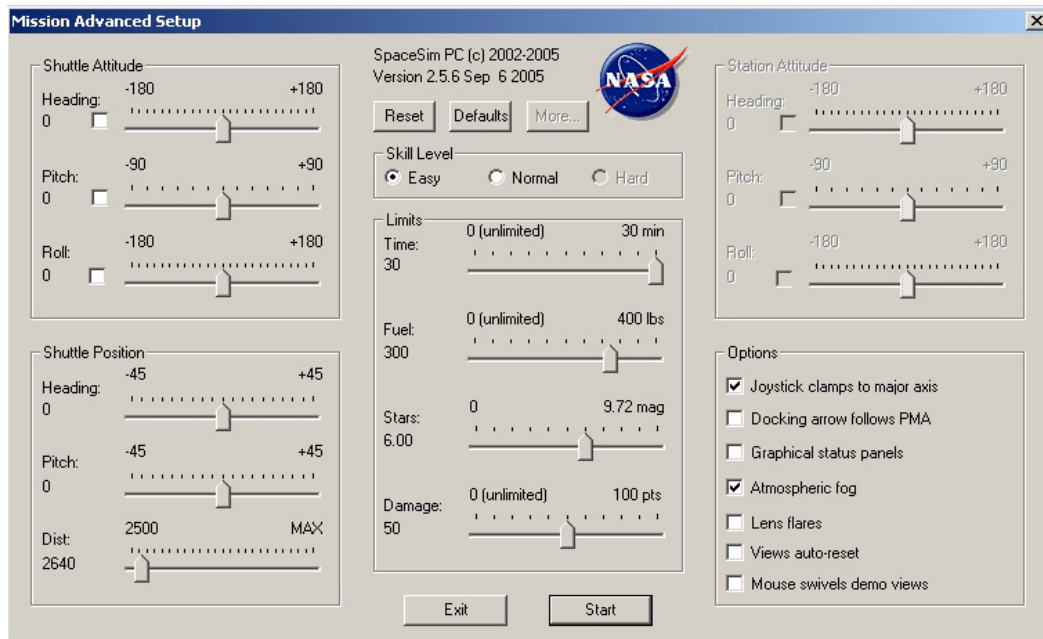 Mission Advanced Setup
SpaceSim PC (c) 2002-2005
Version 2.5.6 Sep 6 2005
NASA
Reset Defaults More...
Skill Level
Easy Normal Hard
Shuttle Attitude
-180 +180
Heading:
0
-90 +90
Pitch:
0
-180 +180
Roll:
0
Shuttle Position
-45 +45
Heading:
0
-45 +45
Pitch:
0
2500 MAX
Dist:
2640
Limits
0 (unlimited) 30 min
Time:
30
0 (unlimited) 400 lbs
Fuel:
300
0 9.72 mag
Stars:
6.00
0 (unlimited) 100 pts
Damage:
50
Station Attitude
-180 +180
Heading:
0
-90 +90
Pitch:
0
-180 +180
Roll:
0
Options
Joystick clamps to major axis
Docking arrow follows PMA
Graphical status panels
Atmospheric fog
Lens flares
Views auto-reset
Mouse swivels demo views
Exit Start